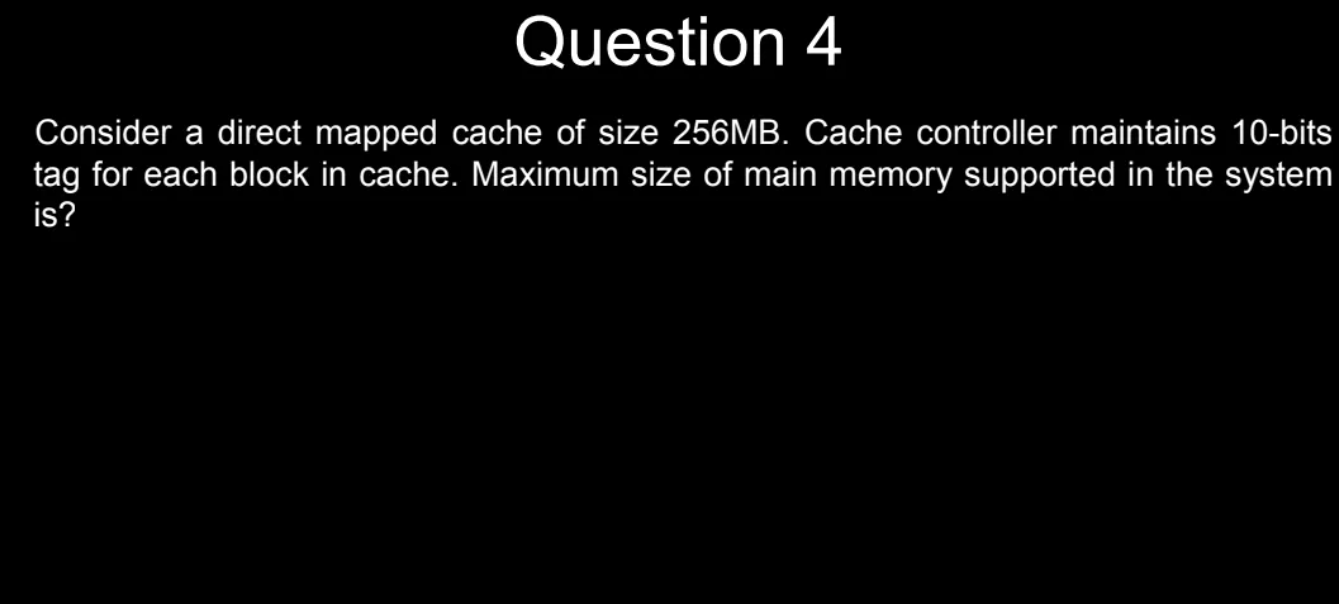 Question 4
Consider a direct mapped cache of size 256MB. Cache controller maintains 10-bits
tag for each block in cache. Maximum size of main memory supported in the system
is?